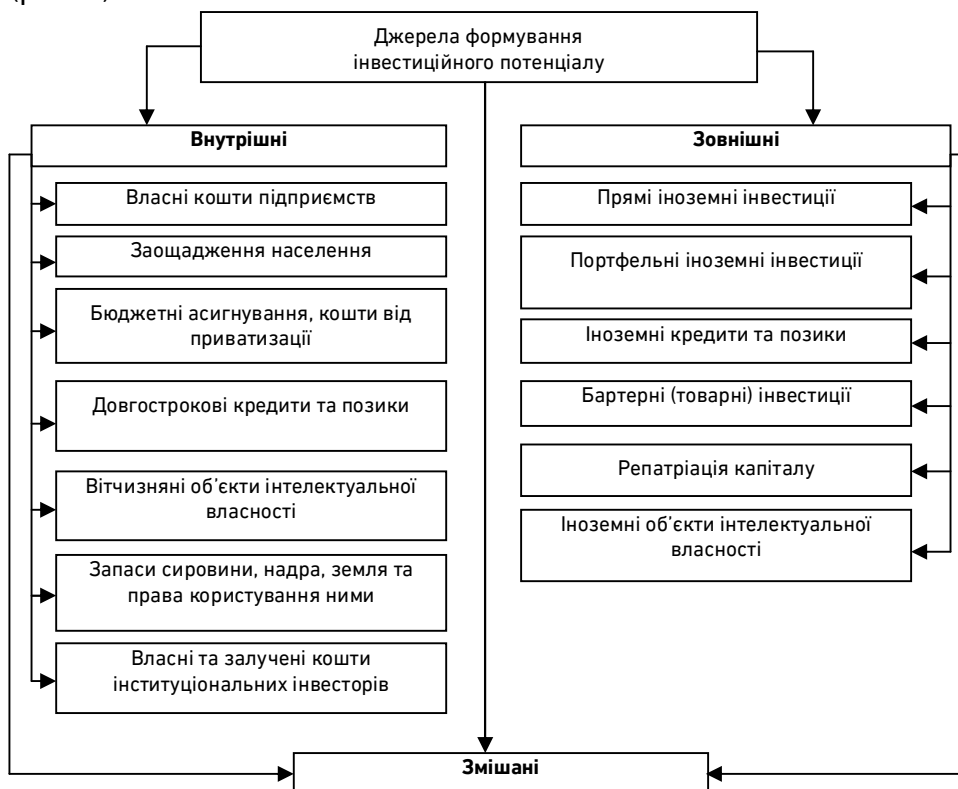 Джерела формування
інвестиційного потенціалу
Внутрішні
Власні кошти підприємств
Заощадження населення
Бюджетні асигнування, кошти від
приватизації
Довгострокові кредити та позики
Вітчизняні об’єкти інтелектуальної
власності
Запаси сировини, надра, земля та
права користування ними
Власні та залучені кошти
інституціональних інвесторів
Зовнішні
Прямі іноземні інвестиції
Портфельні іноземні інвестиції
Іноземні кредити та позики
Бартерні (товарні) інвестиції
Репатріація капіталу
Іноземні об’єкти інтелектуальної
власності
Змішані